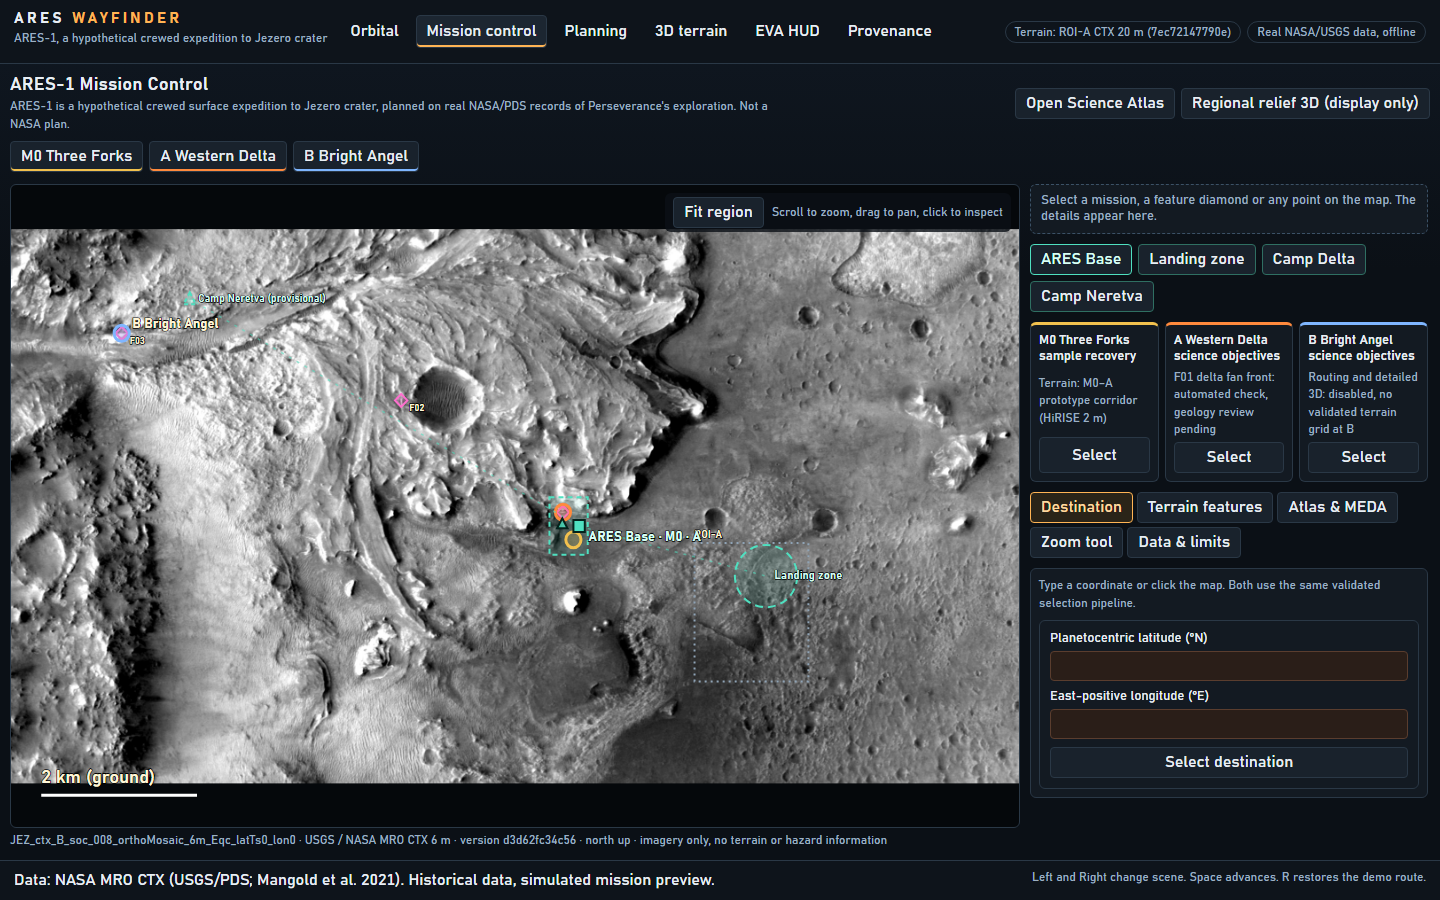 ARES WAYFINDER
ARES-1, a hypothetical crewed expedition to Jezero crater
Orbital
Mission control
Planning
3D terrain
EVA HUD
Provenance
Terrain: ROI-A CTX 20 m (7ec72147790e)
Real NASA/USGS data, offline
ARES-1 Mission Control
ARES-1 is a hypothetical crewed surface expedition to Jezero crater, planned on real NASA/PDS records of Perseverance's exploration. Not a
NASA plan.
Open Science Atlas
Regional relief 3D (display only)
M0 Three Forks
A Western Delta
B Bright Angel
Fit region
Scroll to zoom, drag to pan, click to inspect
Camp Neretva (provisional)
B Bright Angel
F03
F02
ARES Base · M0 · A
ROI-A
Landing zone
2 km (ground)
JEZ_ctx_B_soc_008_orthoMosaic_6m_Eqc_latTs0_lon0 · USGS / NASA MRO CTX 6 m · version d3d62fc34c56 · north up · imagery only, no terrain or hazard information
Select a mission, a feature diamond or any point on the map. The
details appear here.
ARES Base
Landing zone
Camp Delta
Camp Neretva
M0 Three Forks
sample recovery
Terrain: M0-A
prototype corridor
(HiRISE 2 m)
Select
A Western Delta
science objectives
F01 delta fan front:
automated check,
geology review
pending
Select
B Bright Angel
science objectives
Routing and detailed
3D: disabled, no
validated terrain
grid at B
Select
Destination
Terrain features
Atlas & MEDA
Zoom tool
Data & limits
Type a coordinate or click the map. Both use the same validated
selection pipeline.
Planetocentric latitude (°N)
East-positive longitude (°E)
Select destination
Data: NASA MRO CTX (USGS/PDS; Mangold et al. 2021). Historical data, simulated mission preview.
Left and Right change scene. Space advances. R restores the demo route.